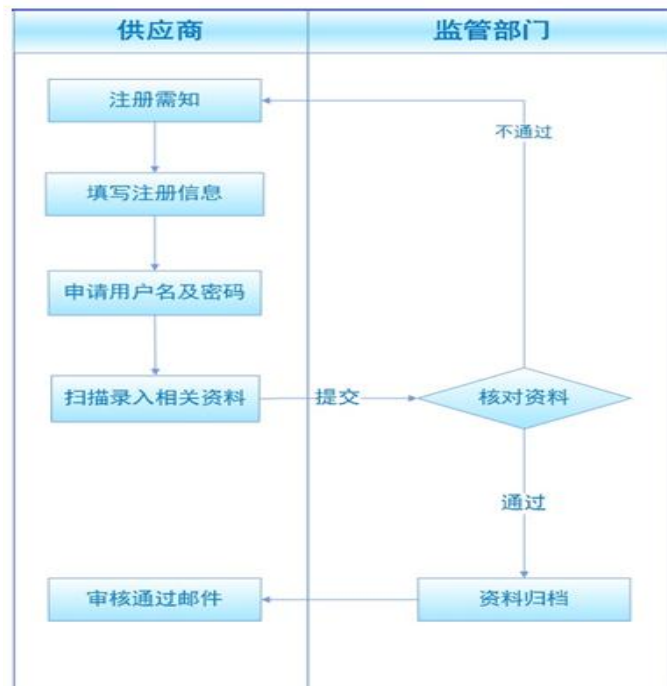 供应商
监管部门
注册需知
不通过
填写注册信息
申请用户名及密码
扫描录入相关资料
提交
核对资料
通过
审核通过邮件
资料归档